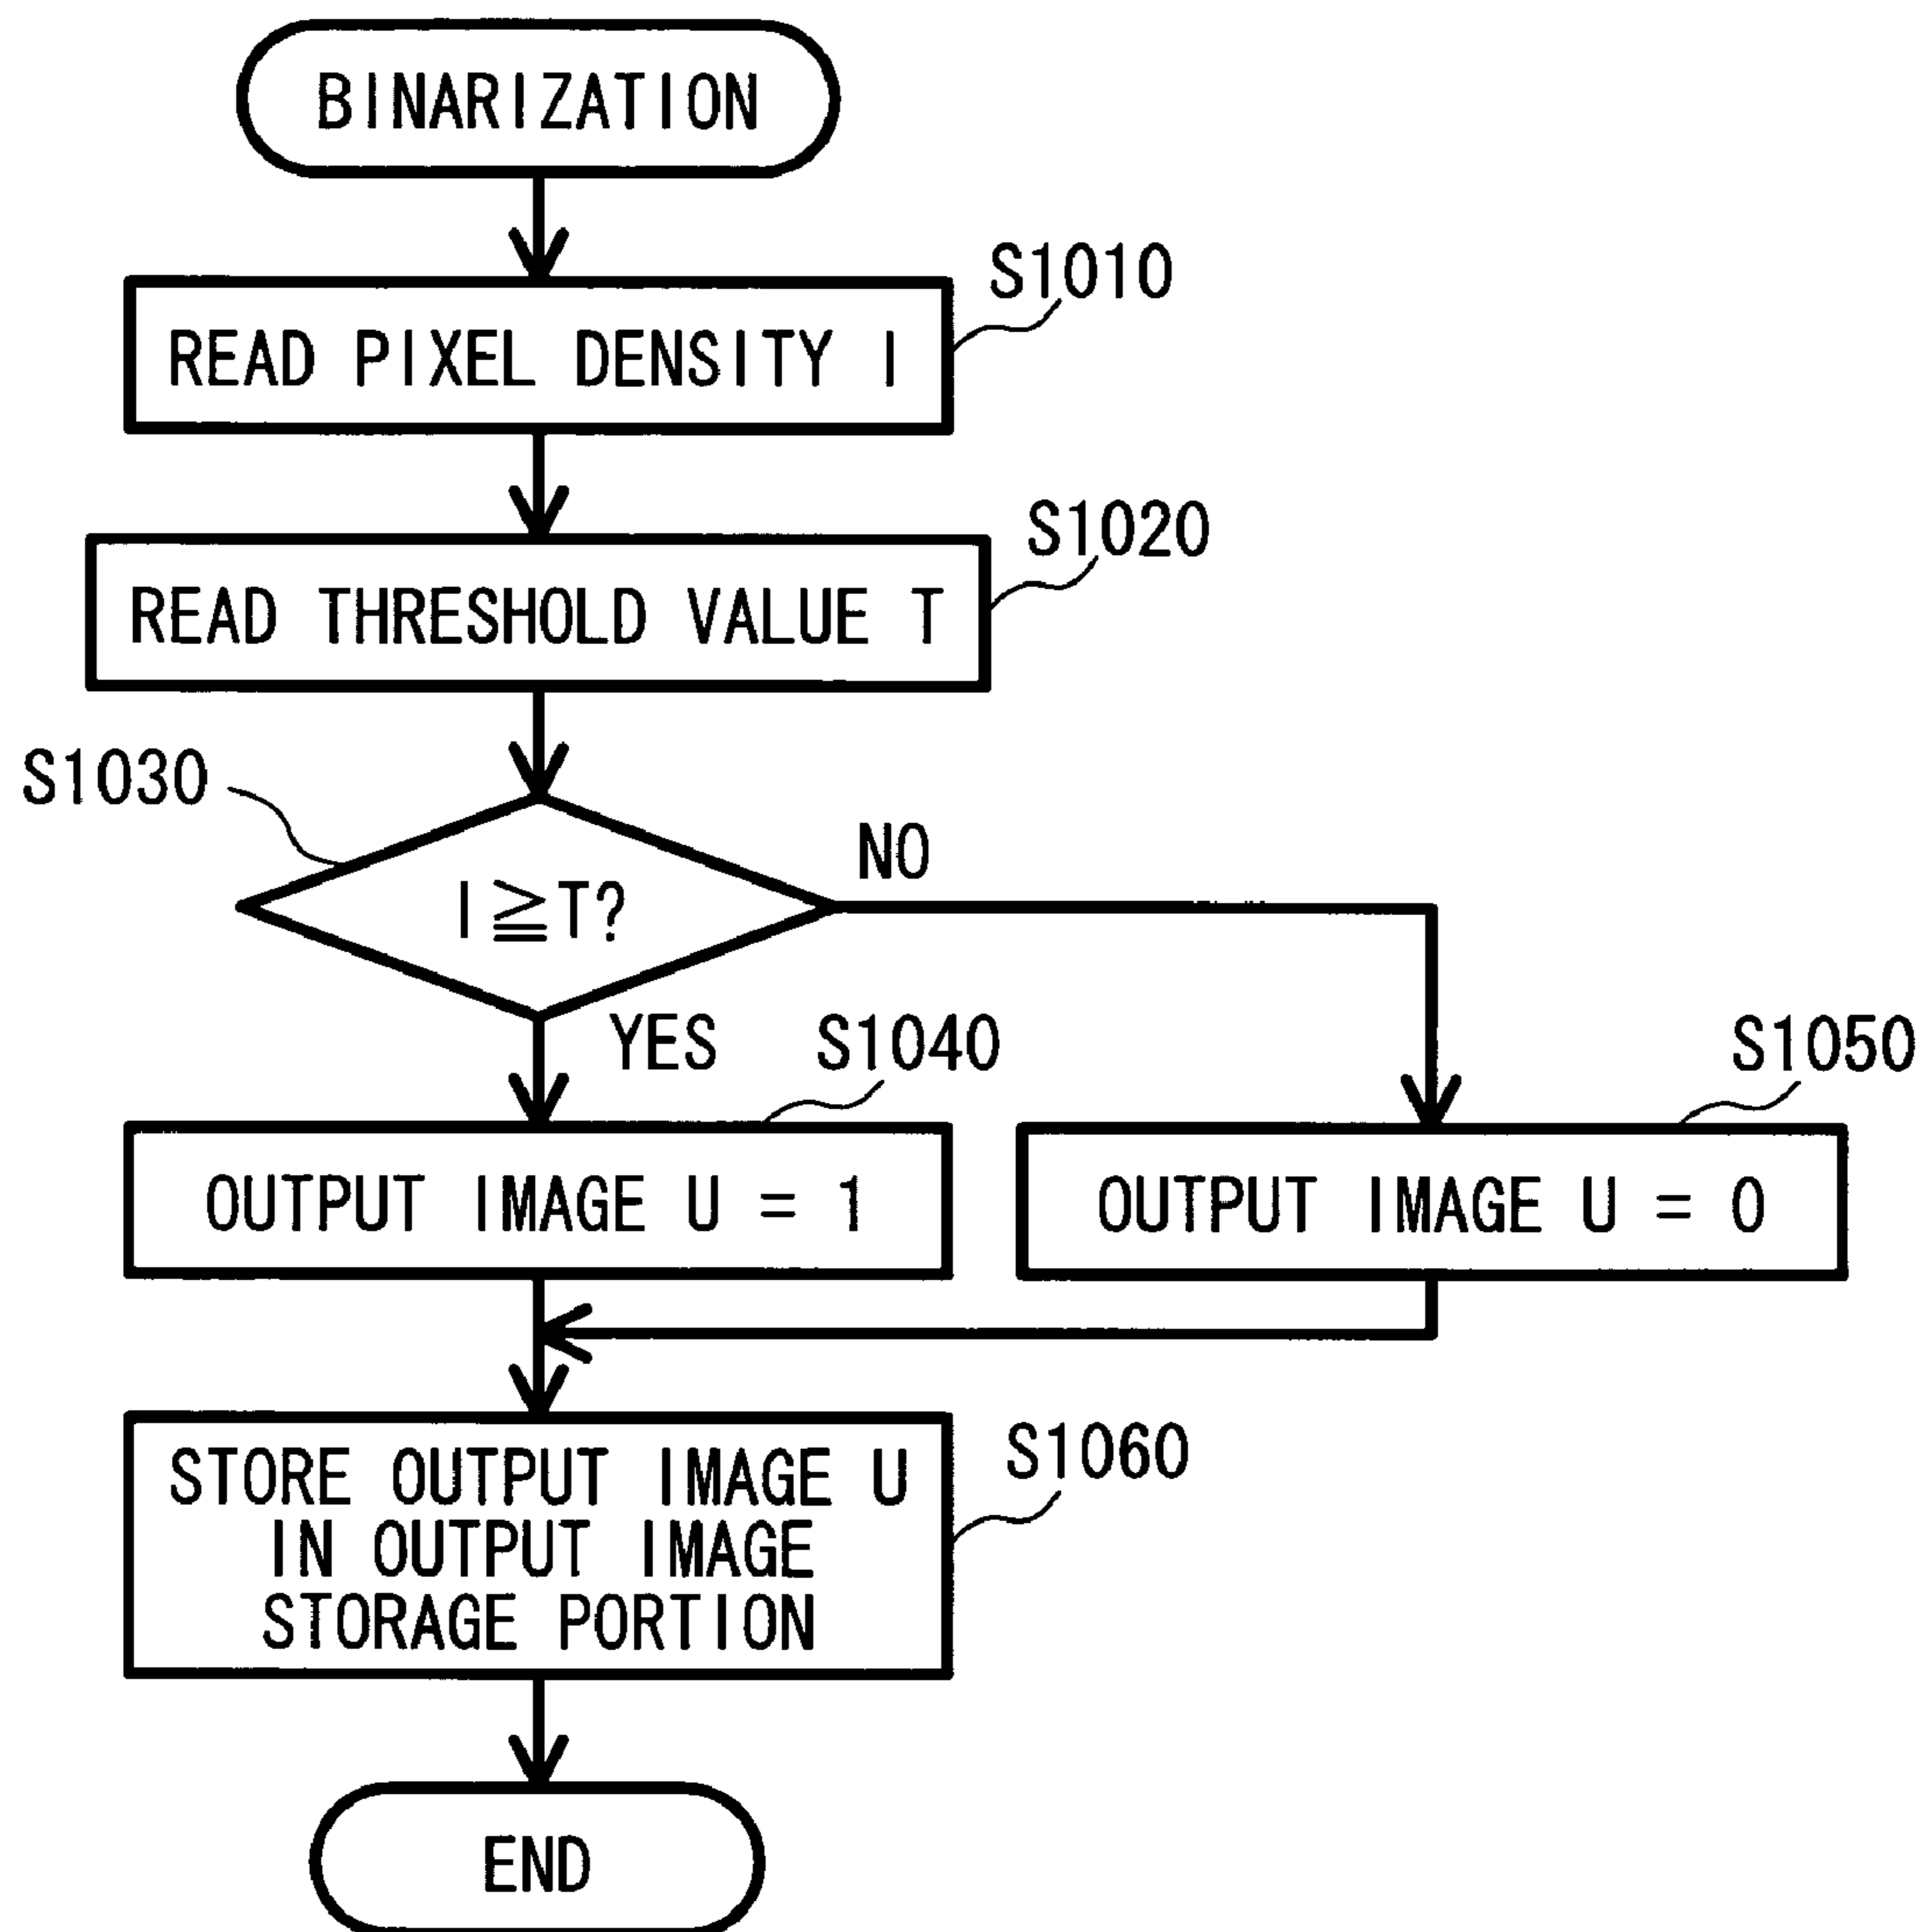 BINARIZATION
S1010
READ PIXEL DENSITY I
S1020
READ THRESHOLD VALUE T
S1030
NO
I≧T?
YES
S1040
S1050
OUTPUT IMAGE U = 1
OUTPUT IMAGE U = 0
S1060
STORE OUTPUT IMAGE U
IN OUTPUT IMAGE
STORAGE PORTION
END